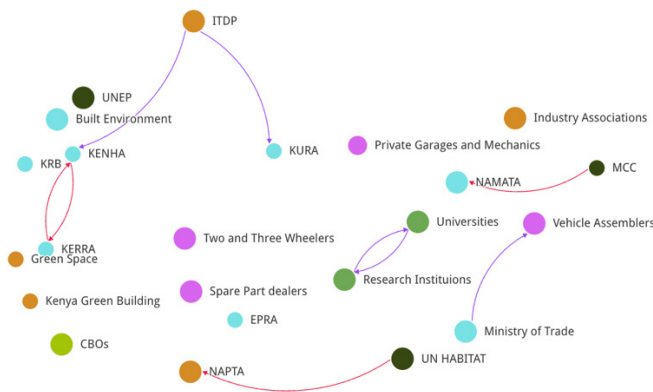 ITDP
UNEP
Built Environment
Industry Associations
KENHA
KURA
Private Garages and Mechanics
KRB
MCC
NAMATA
Universities
Vehicle Assemblers
Two and Three Wheelers
KERRA
Green Space
Research Instituions
Spare Part dealers
Kenya Green Building
EPRA
Ministry of Trade
CBOs
UN HABITAT
NAPTA